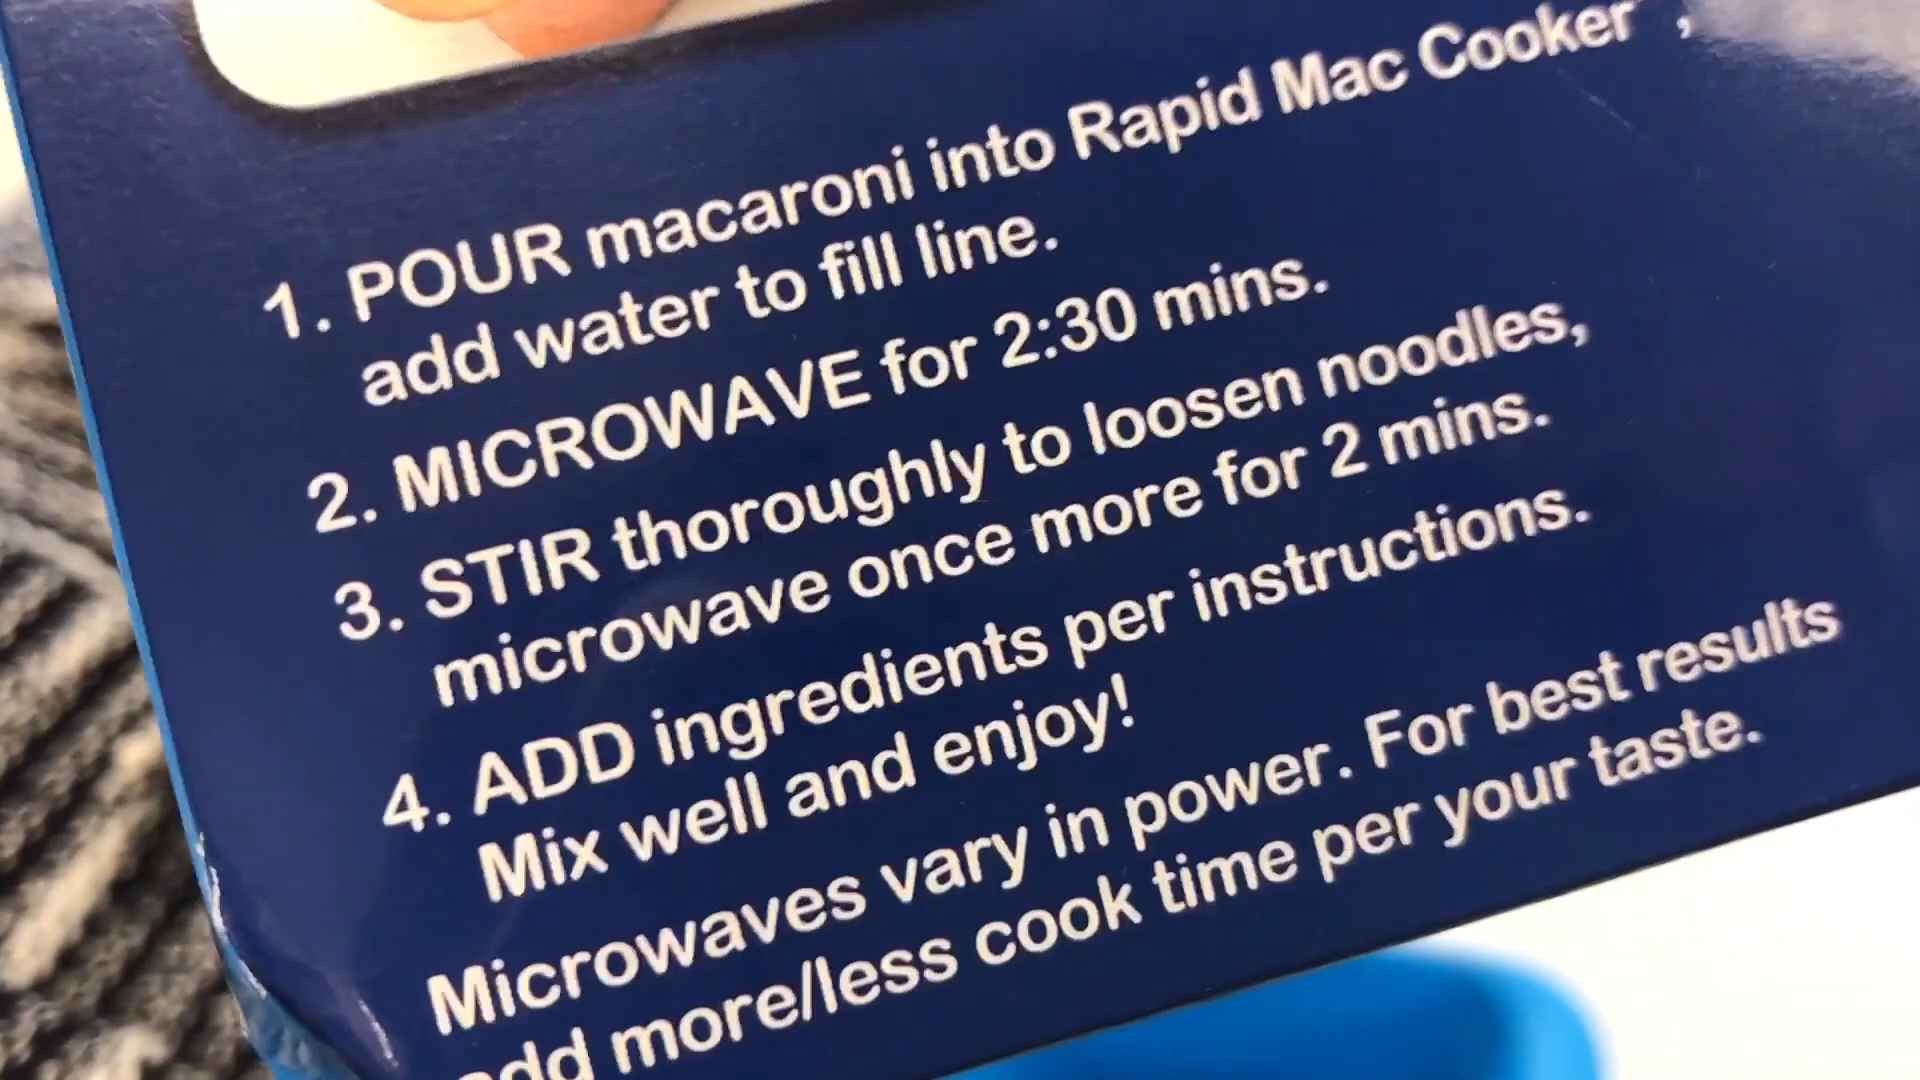 1. POUR macaroni into Rapid Mac Cooker ,
add water to fill line.
2. MICROWAVE for 2:30 mins.
3. STIR thoroughly to loosen noodles,
microwave once more for 2 mins.
4. ADD ingredients per instructions.
Mix well and enjoy!
Microwaves vary in power. For best results
add more/less cook time per your taste.